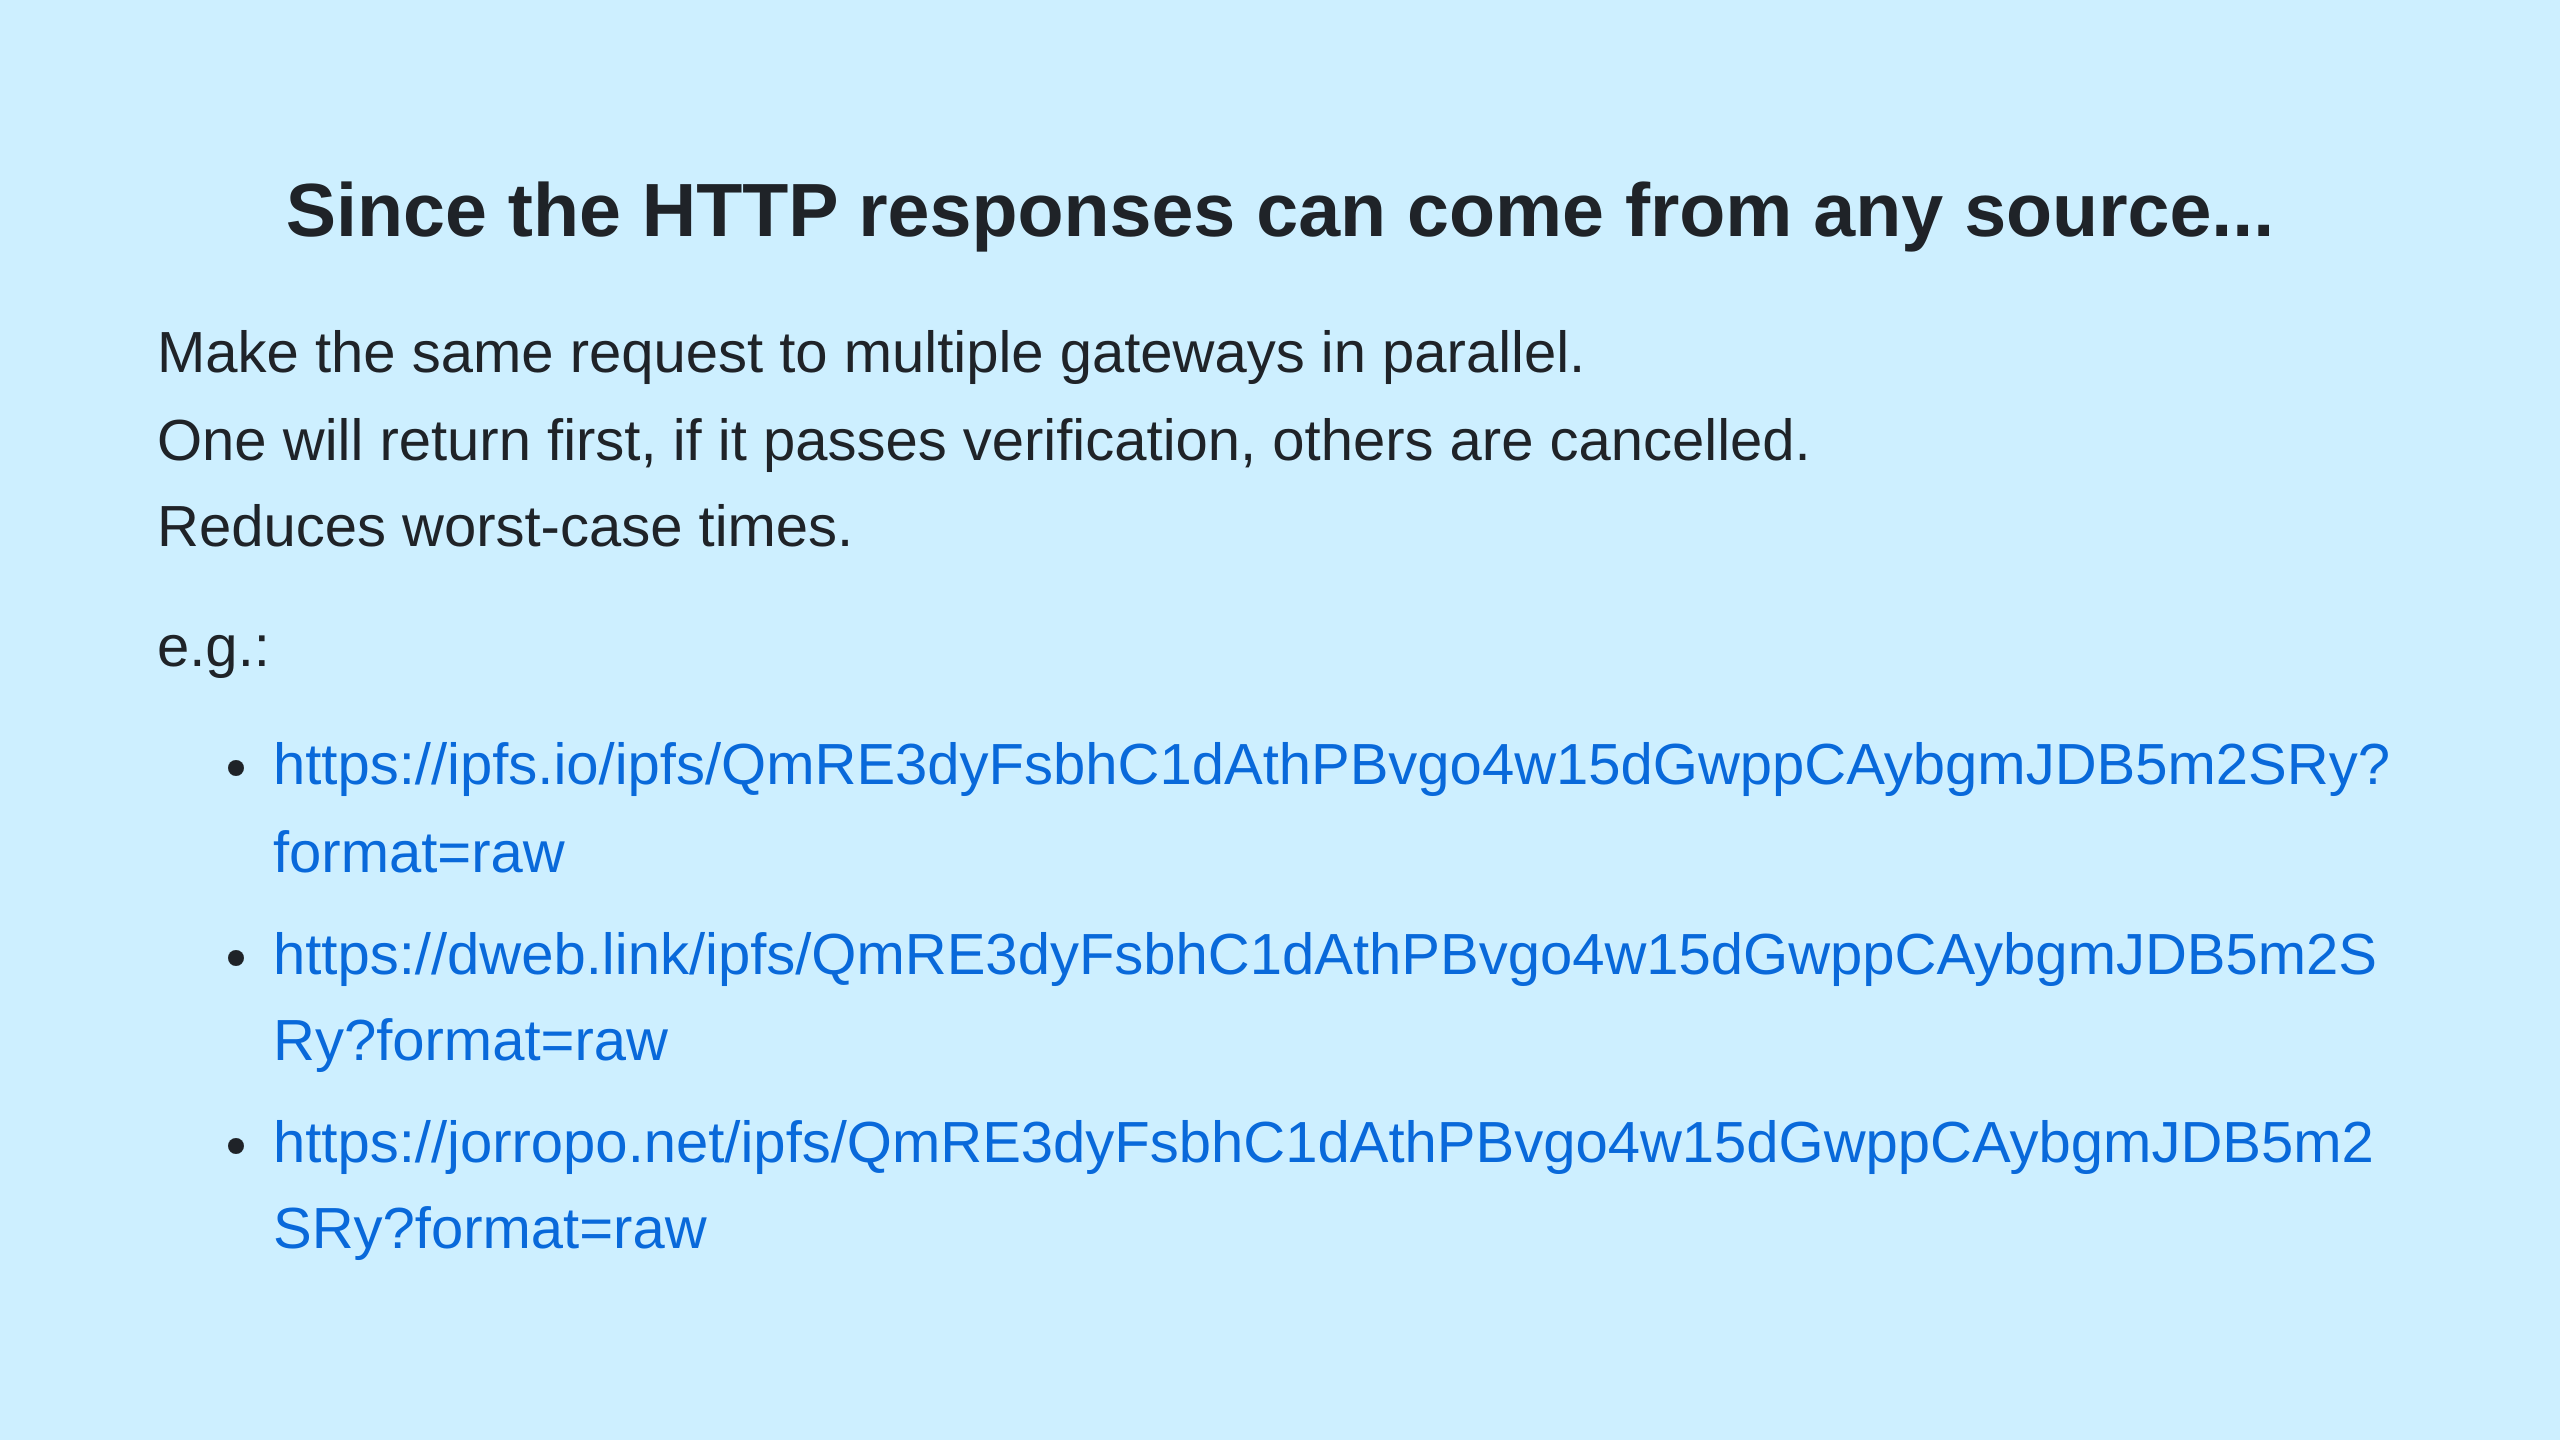 Since the HTTP responses can come from any source...
Make the same request to multiple gateways in parallel.
One will return first, if it passes verification, others are cancelled.
Reduces worst-case times.
e.g.:
• https://ipfs.io/ipfs/QmRE3dyFsbhC1dAthPBvgo4w15dGwppCAybgmJDB5m2SRy?
format=raw
• https://dweb.link/ipfs/QmRE3dyFsbhC1dAthPBvgo4w15dGwppCAybgmJDB5m2S
Ry?format=raw
• https://jorropo.net/ipfs/QmRE3dyFsbhC1dAthPBvgo4w15dGwppCAybgmJDB5m2
SRy?format=raw